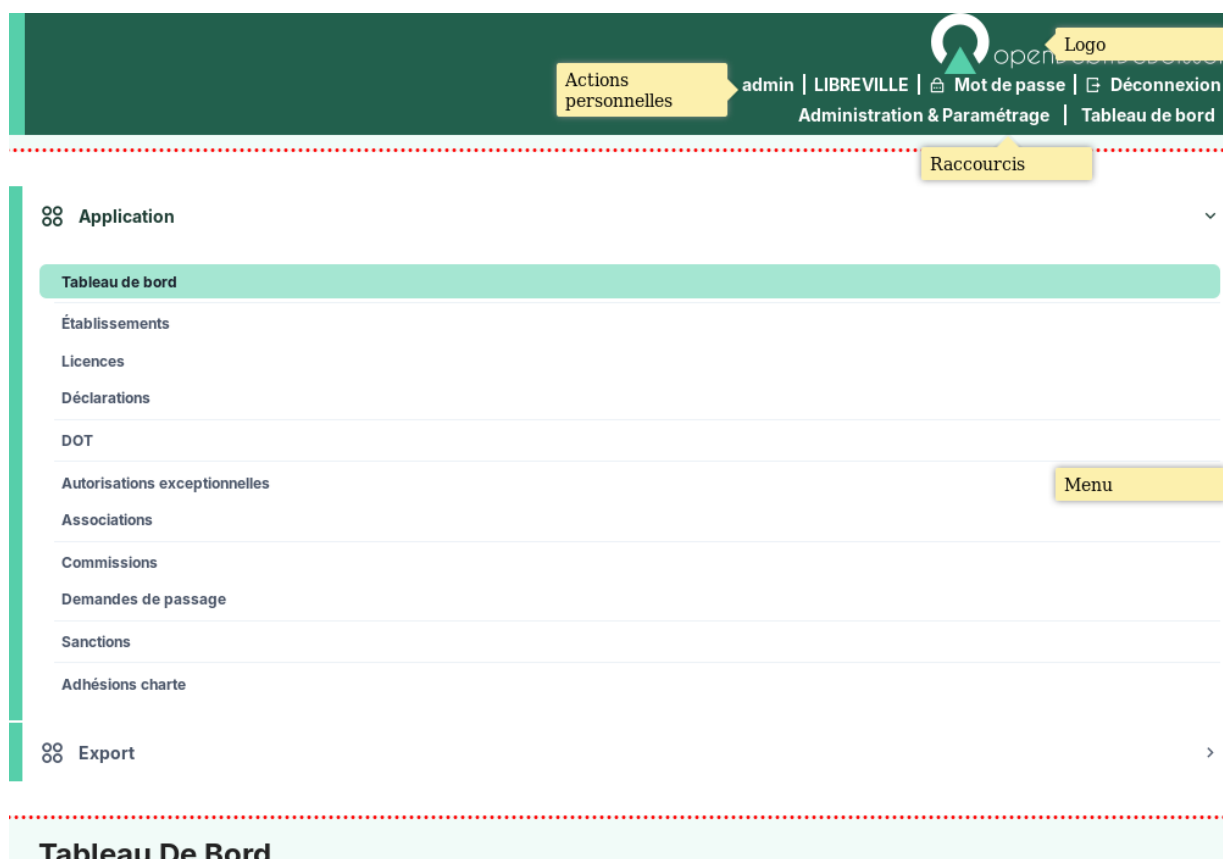 Logo
Actions
personnelles
admin | LIBREVILLE | Mot de passe | Déconnexion
Administration & Paramétrage | Tableau de bord
Raccourcis
Application
Tableau de bord
Établissements
Licences
Déclarations
DOT
Autorisations exceptionnelles
Menu
Associations
Commissions
Demandes de passage
Sanctions
Adhésions charte
Export
Tableau De Bord